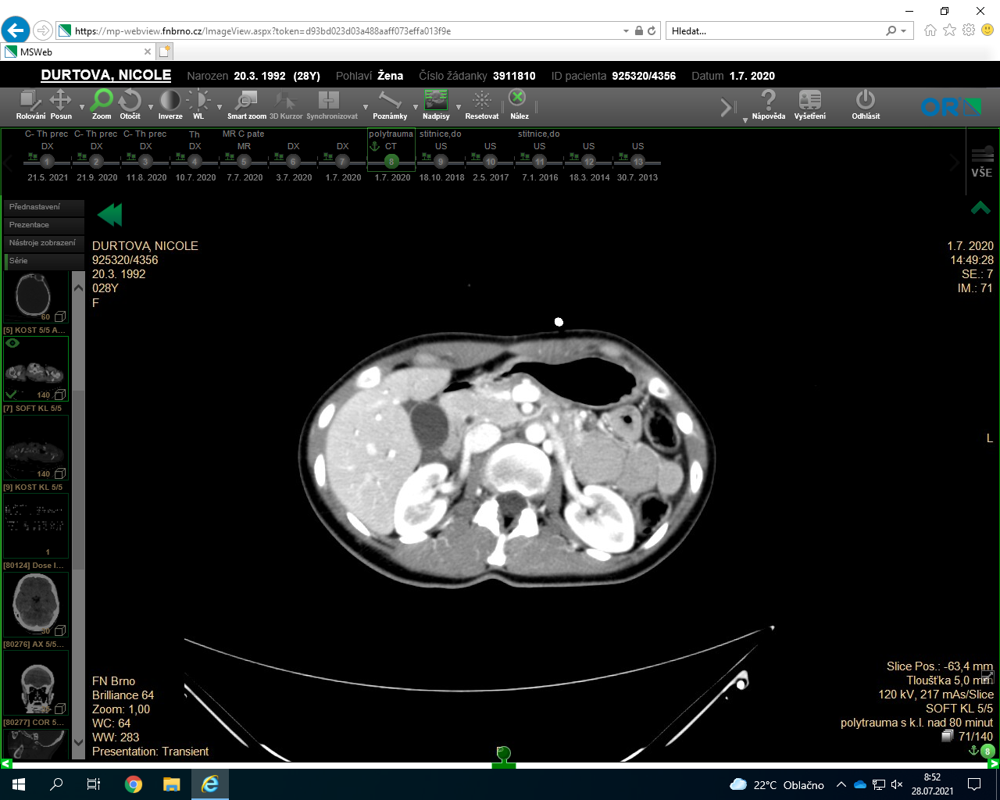 https://mp-webview.fnbrno.cz/ImageView.aspx?token=d93bd023d03a488aaff073effa013f9e
Hledat...
MSWeb
DURTOVA, NICOLE Narozen 20.3. 1992 (28Y) Pohlaví Žena Číslo žádanky 3911810 ID pacienta 925320/4356 Datum 1.7. 2020
Rolování Posun Zoom Otočit Inverze WL Smart zoom 3D Kurzor Synchronizovat Poznámky Nadpisy Resetovat Nález Nápověda Vyšetření Odhlásit
C- Th prec C- Th prec C- Th prec Th MR C pate polytrauma stitnice,do stitnice,do
DX DX DX DX MR DX DX CT US US US US US
1 2 3 4 5 6 7 8 9 10 11 12 13
21.5. 2021 21.9. 2020 11.8. 2020 10.7. 2020 7.7. 2020 3.7. 2020 1.7. 2020 1.7. 2020 18.10. 2018 2.5. 2017 7.1. 2016 18.3. 2014 30.7. 2013
VŠE
Přednastavení
Prezentace
Nástroje zobrazení
Série
60
[5] KOST 5/5 A...
140
[7] SOFT KL 5/5
140
[9] KOST KL 5/5
1
[80124] Dose I...
[80276] AX 5/5...
[80277] COR 5...
DURTOVA, NICOLE
925320/4356
20.3. 1992
028Y
F
1.7. 2020
14:49:28
SE.: 7
IM.: 71
L
FN Brno
Brilliance 64
Zoom: 1,00
WC: 64
WW: 283
Presentation: Transient
Slice Pos.: -63,4 mm
Tloušťka 5,0 mm
120 kV, 217 mAs/Slice
SOFT KL 5/5
polytrauma s k.l. nad 80 minut
71/140
8
22°C Oblačno
8:52
28.07.2021